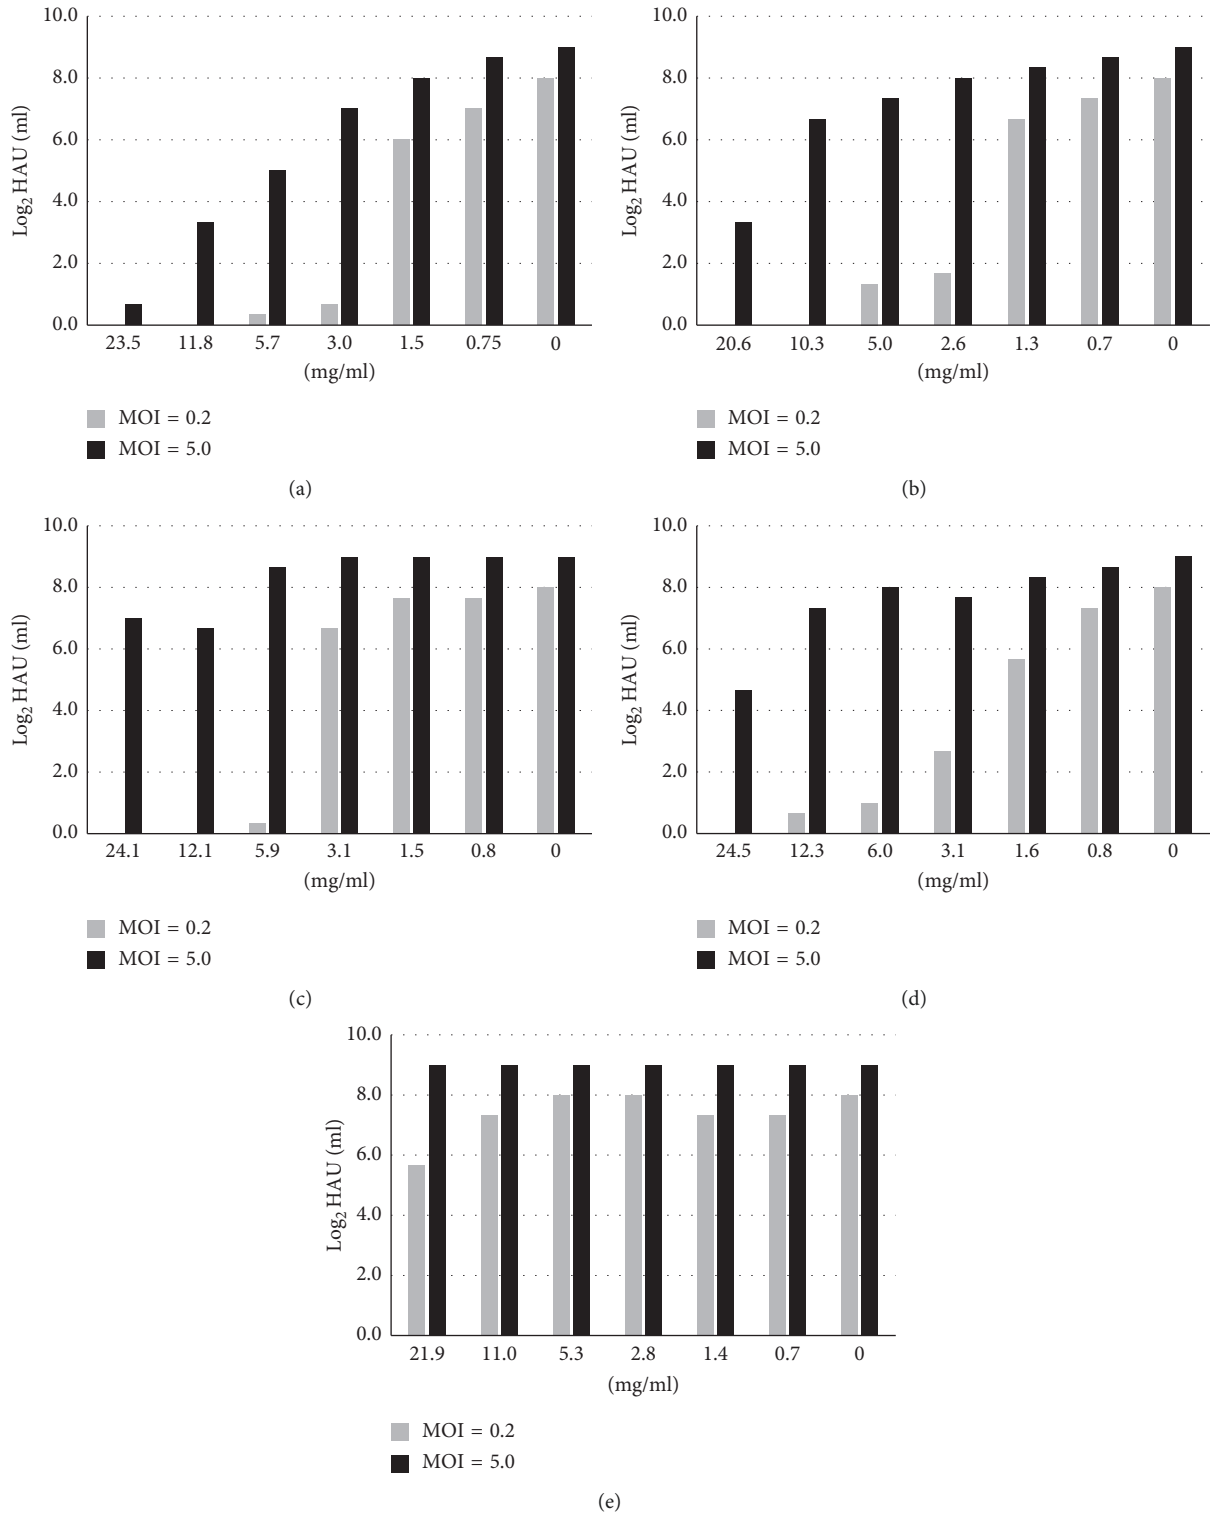 10.0
8.0
6.0
4.0
2.0
0.0
Log2 HAU (ml)
23.5 11.8 5.7 3.0 1.5 0.75 0
(mg/ml)
MOI = 0.2
MOI = 5.0
(a)
10.0
8.0
6.0
4.0
2.0
0.0
Log2 HAU (ml)
20.6 10.3 5.0 2.6 1.3 0.7 0
(mg/ml)
MOI = 0.2
MOI = 5.0
(b)
10.0
8.0
6.0
4.0
2.0
0.0
Log2 HAU (ml)
24.1 12.1 5.9 3.1 1.5 0.8 0
(mg/ml)
MOI = 0.2
MOI = 5.0
(c)
10.0
8.0
6.0
4.0
2.0
0.0
Log2 HAU (ml)
24.5 12.3 6.0 3.1 1.6 0.8 0
(mg/ml)
MOI = 0.2
MOI = 5.0
(d)
10.0
8.0
6.0
4.0
2.0
0.0
Log2 HAU (ml)
21.9 11.0 5.3 2.8 1.4 0.7 0
(mg/ml)
MOI = 0.2
MOI = 5.0
(e)